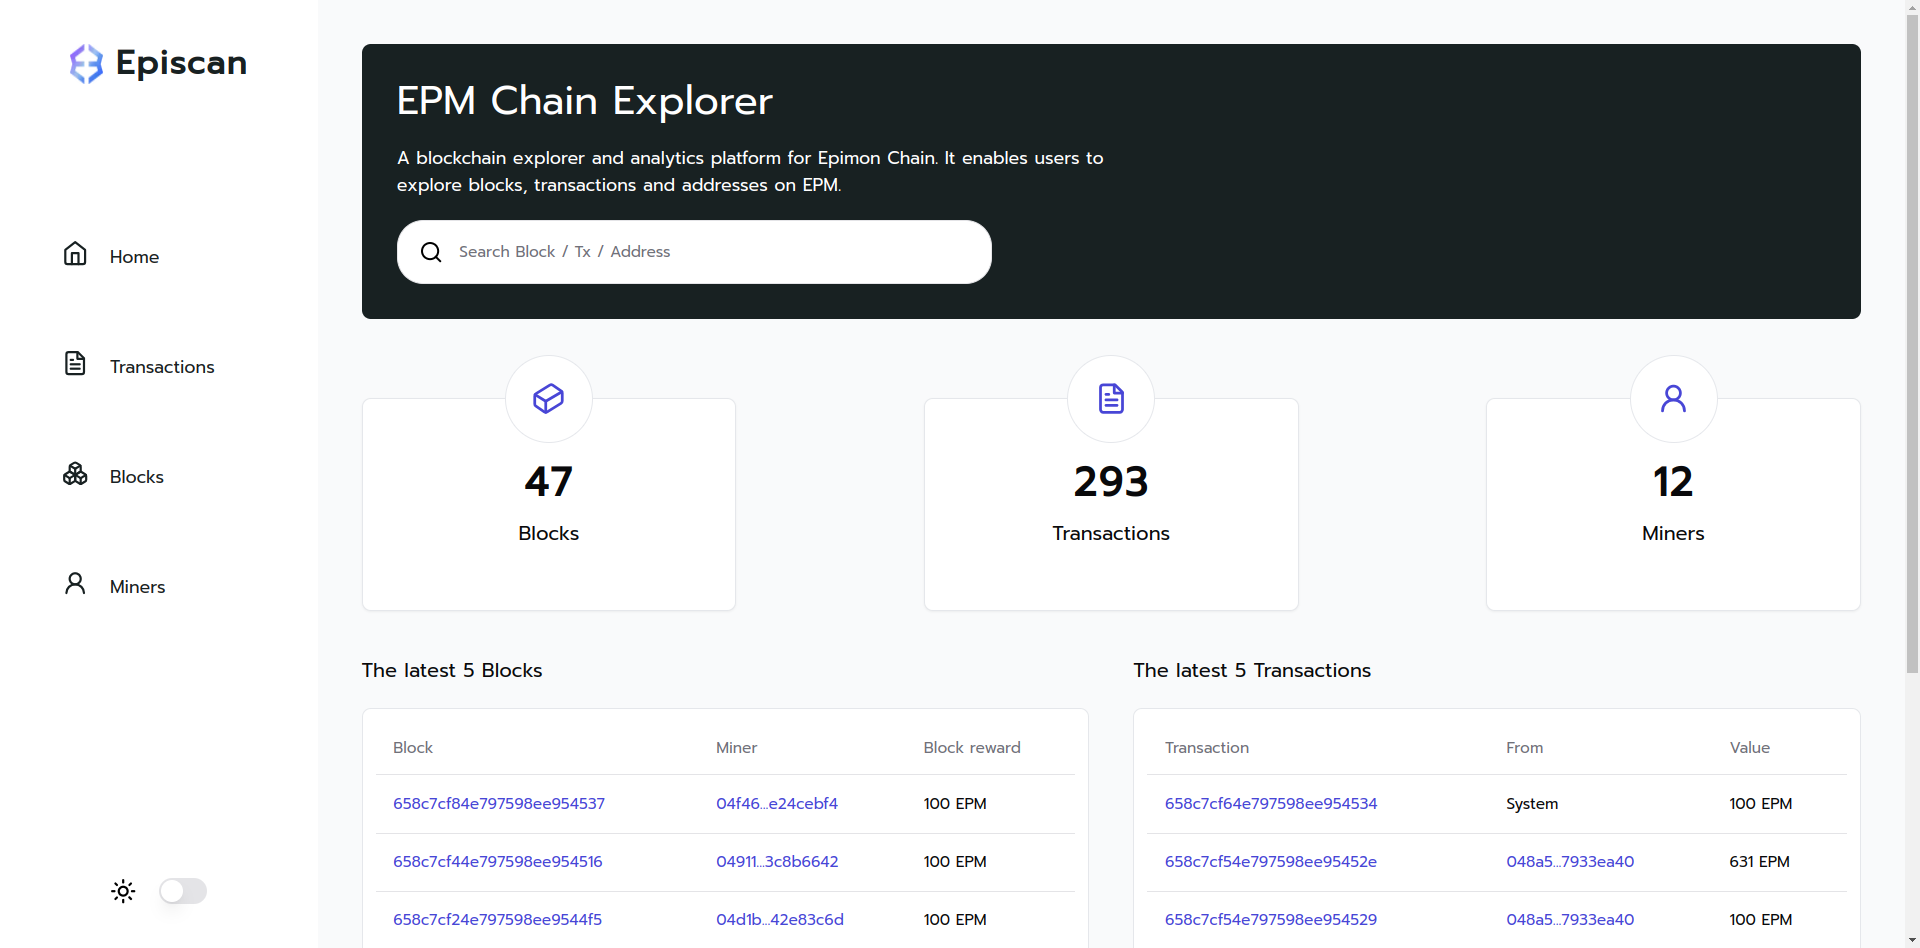 Episcan
Home
Transactions
Blocks
Miners
EPM Chain Explorer
A blockchain explorer and analytics platform for Epimon Chain. It enables users to
explore blocks, transactions and addresses on EPM.
Search Block / Tx / Address
47
Blocks
293
Transactions
12
Miners
The latest 5 Blocks
Block Miner Block reward
658c7cf84e797598ee954537 04f46...e24cebf4 100 EPM
658c7cf44e797598ee954516 04911...3c8b6642 100 EPM
658c7cf24e797598ee9544f5 04d1b...42e83c6d 100 EPM
The latest 5 Transactions
Transaction From Value
658c7cf64e797598ee954534 System 100 EPM
658c7cf54e797598ee95452e 048a5...7933ea40 631 EPM
658c7cf54e797598ee954529 048a5...7933ea40 100 EPM